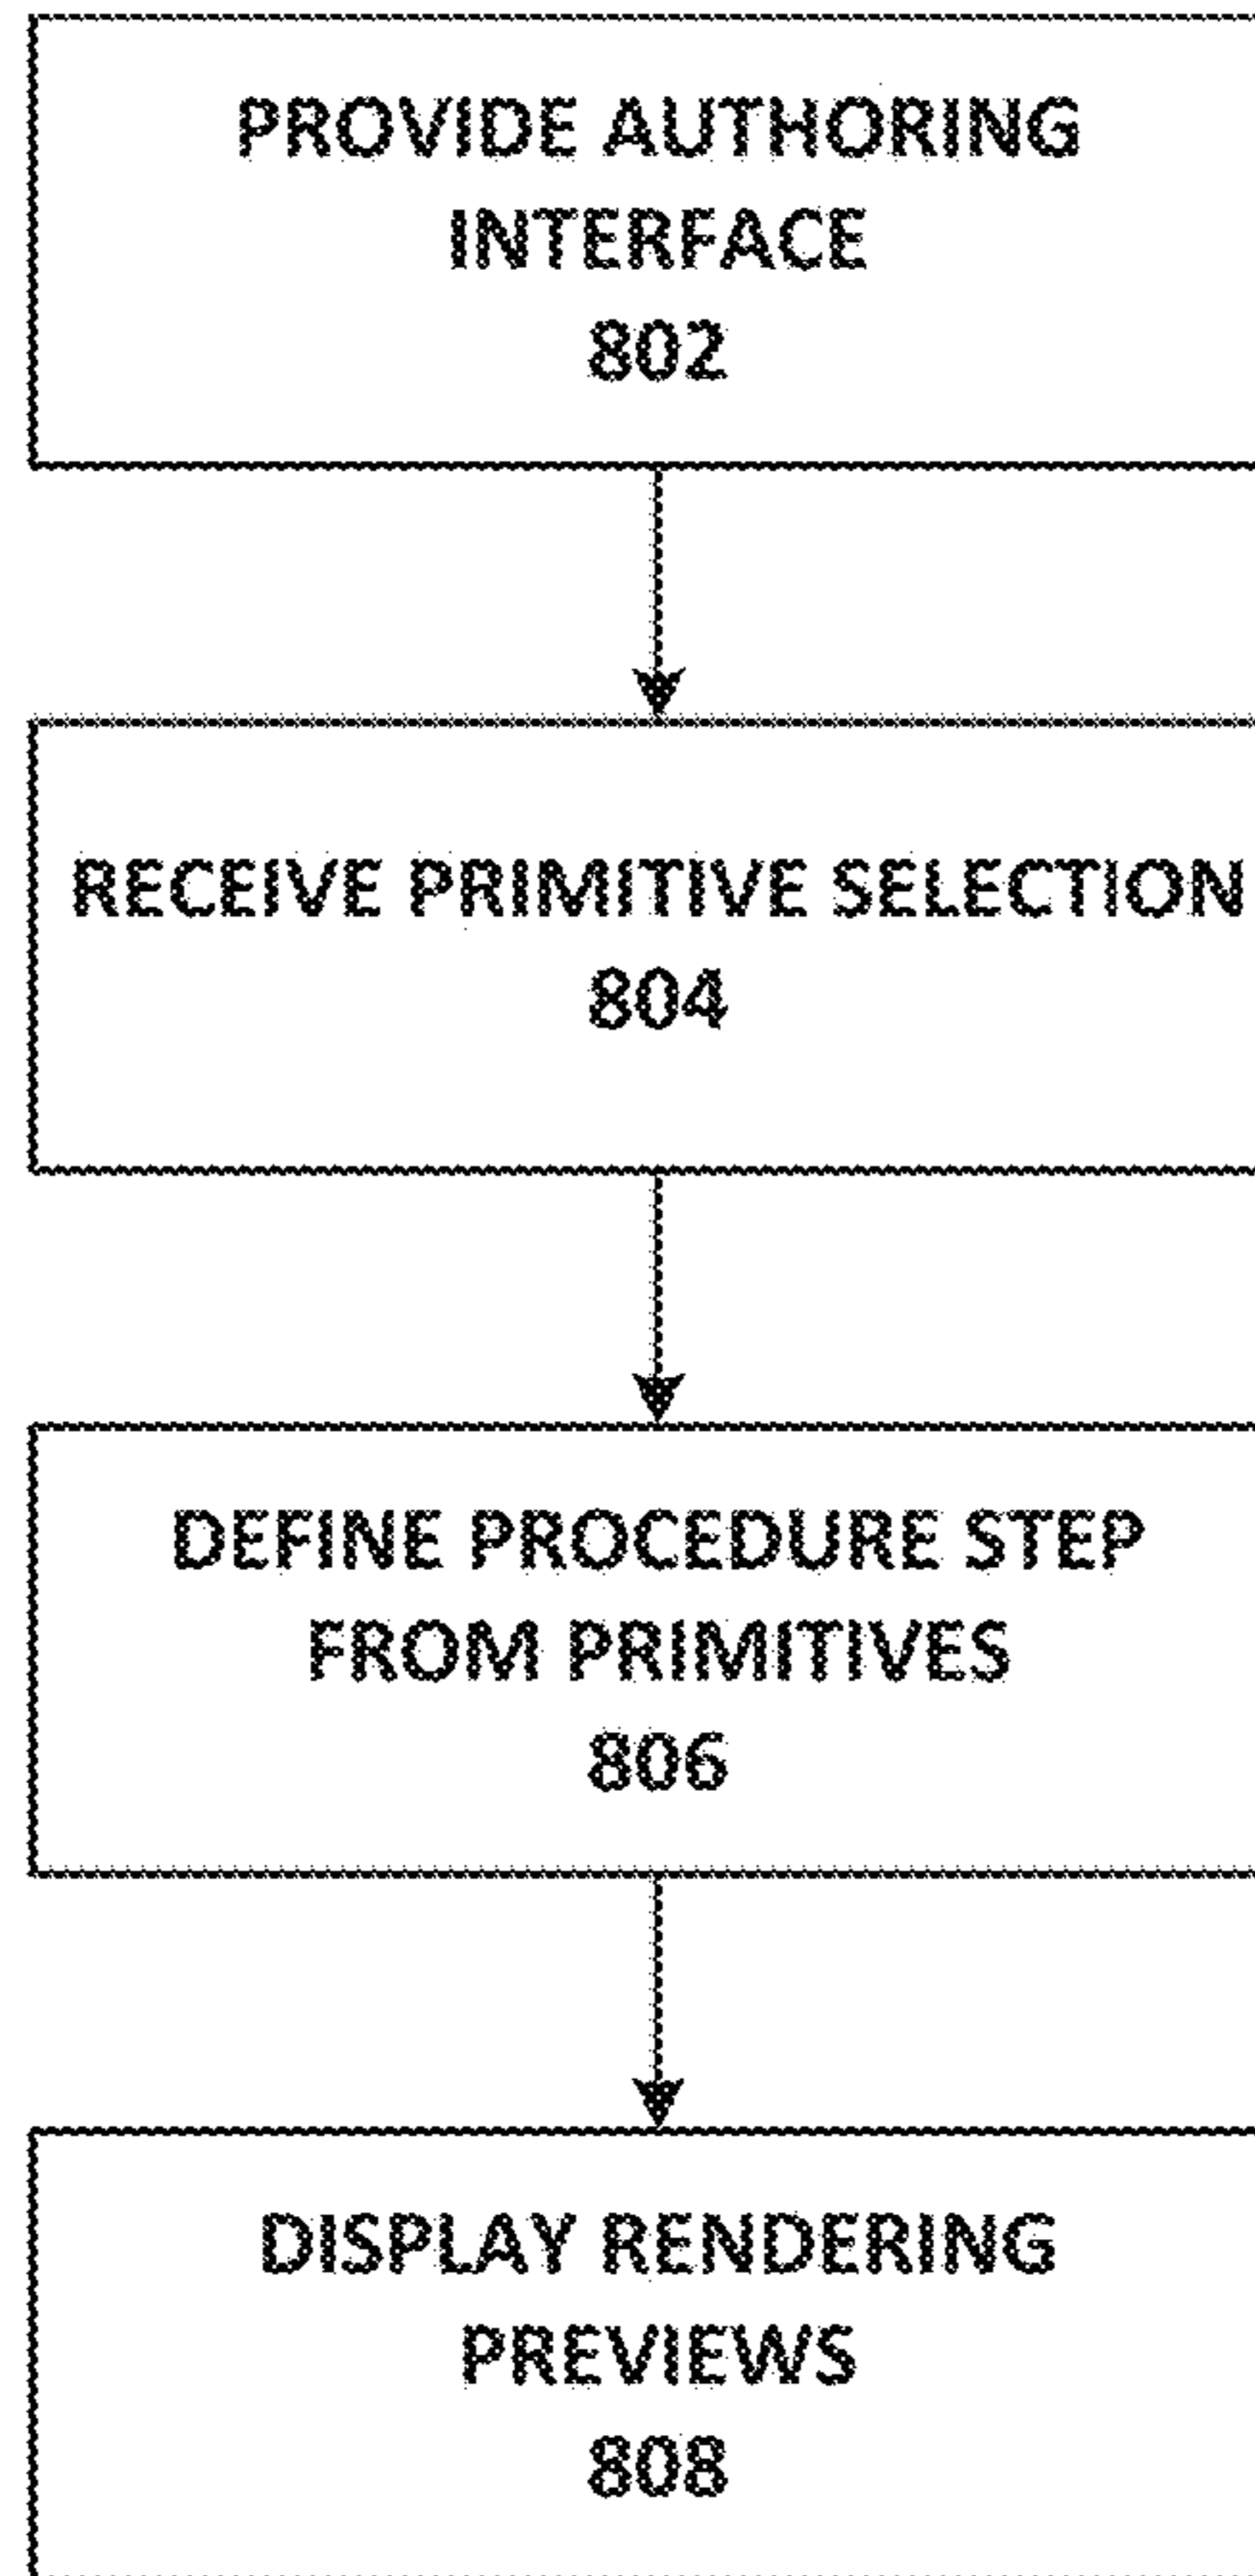 PROVIDE AUTHORING
INTERFACE
802
RECEIVE PRIMITIVE SELECTION
804
DEFINE PROCEDURE STEP
FROM PRIMITIVES
806
DISPLAY RENDERING
PREVIEWS
808